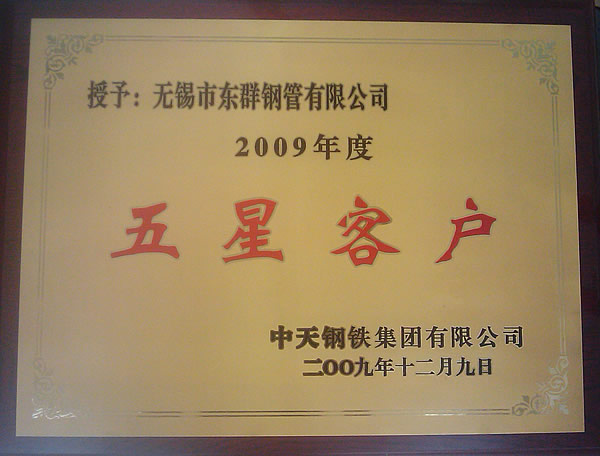 授予：无锡市东群钢管有限公司
2009年度
五星客户
中天钢铁集团有限公司
二〇〇九年十二月九日